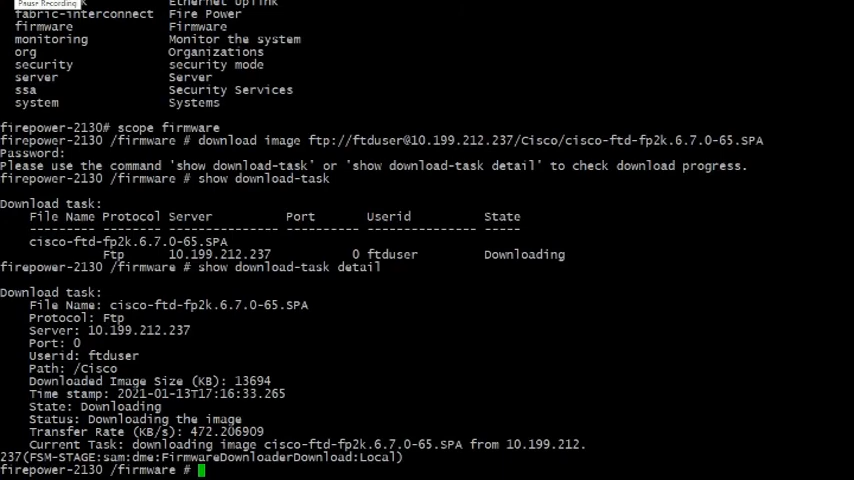 Pause Recording
Ethernet Uplink
fabric-interconnect Fire Power
firmware Firmware
monitoring Monitor the system
org Organizations
security security mode
server Server
ssa Security Services
system Systems
firepower-2130# scope firmware
firepower-2130 /firmware # download image ftp://ftduser@10.199.212.237/Cisco/cisco-ftd-fp2k.6.7.0-65.SPA
Password:
Please use the command 'show download-task' or 'show download-task detail' to check download progress.
firepower-2130 /firmware # show download-task
Download task:
File Name Protocol Server Port Userid State
--------- -------- --------------- ---------- --------------- -----
cisco-ftd-fp2k.6.7.0-65.SPA
Ftp 10.199.212.237 0 ftduser Downloading
firepower-2130 /firmware # show download-task detail
Download task:
File Name: cisco-ftd-fp2k.6.7.0-65.SPA
Protocol: Ftp
Server: 10.199.212.237
Port: 0
Userid: ftduser
Path: /Cisco
Downloaded Image Size (KB): 13694
Time stamp: 2021-01-13T17:16:33.265
State: Downloading
Status: Downloading the image
Transfer Rate (KB/s): 472.206909
Current Task: downloading image cisco-ftd-fp2k.6.7.0-65.SPA from 10.199.212.
237(FSM-STAGE:sam:dme:FirmwareDownloaderDownload:Local)
firepower-2130 /firmware #